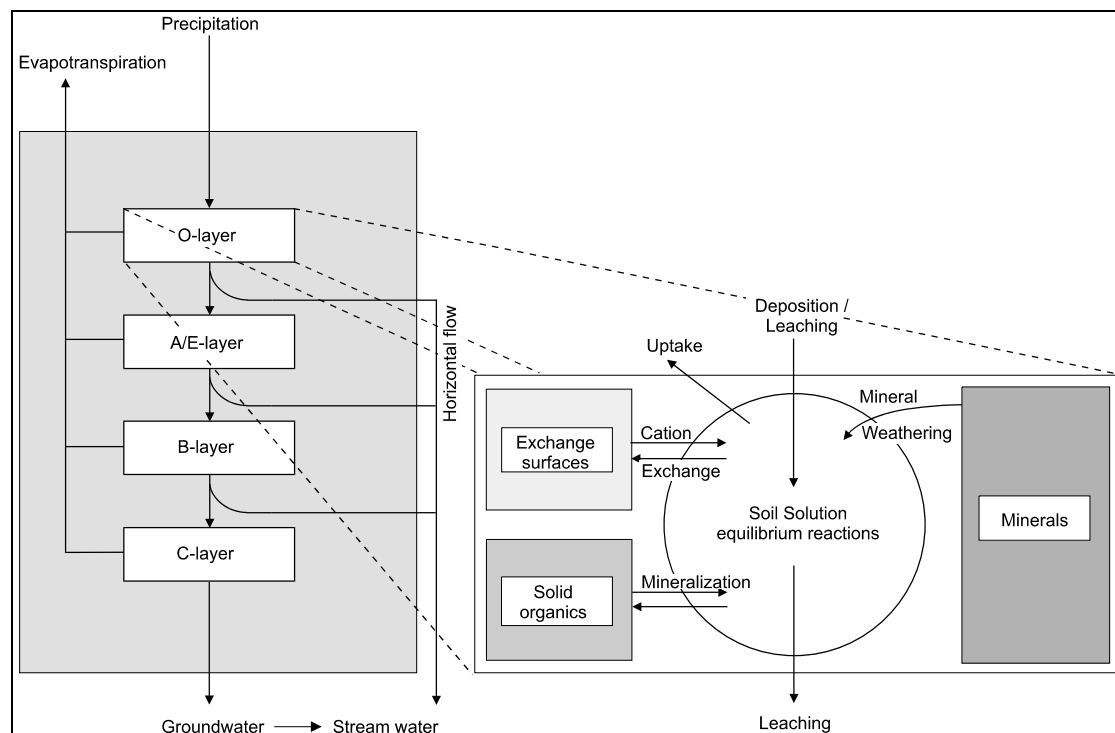 Precipitation
Evapotranspiration
O-layer
A/E-layer
B-layer
C-layer
Horizontal flow
Groundwater
Stream water
Deposition /
Leaching
Uptake
Exchange
surfaces
Cation
Exchange
Mineral
Weathering
Minerals
Soil Solution
equilibrium reactions
Solid
organics
Mineralization
Leaching